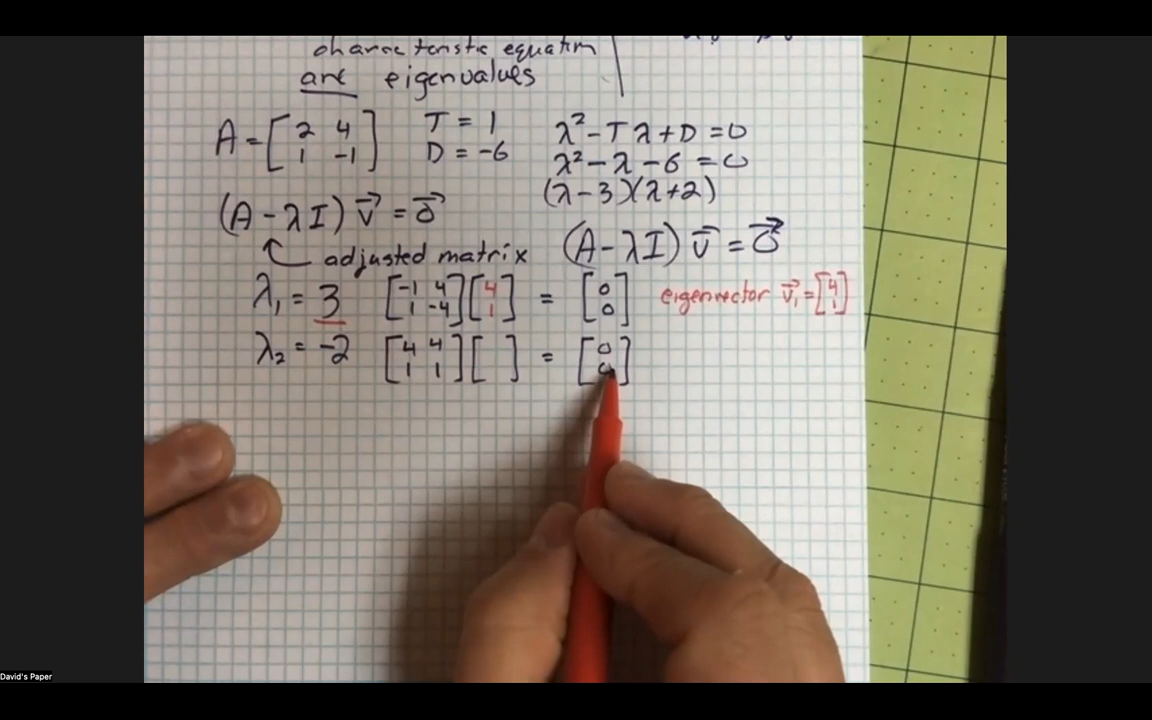 characteristic equation
are eigenvalues
A = [2 4; 1 -1] T = 1 λ² - Tλ + D = 0
D = -6 λ² - λ - 6 = 0
(λ - 3)(λ + 2)
(A - λI) v⃗ = 0⃗
adjusted matrix (A - λI) v⃗ = 0⃗
λ₁ = 3 [-1 4; 1 -4] [4; 1] = [0; 0] eigenvector v⃗₁ = [4; 1]
λ₂ = -2 [4 4; 1 1] [ ] = [0; 0]
David's Paper